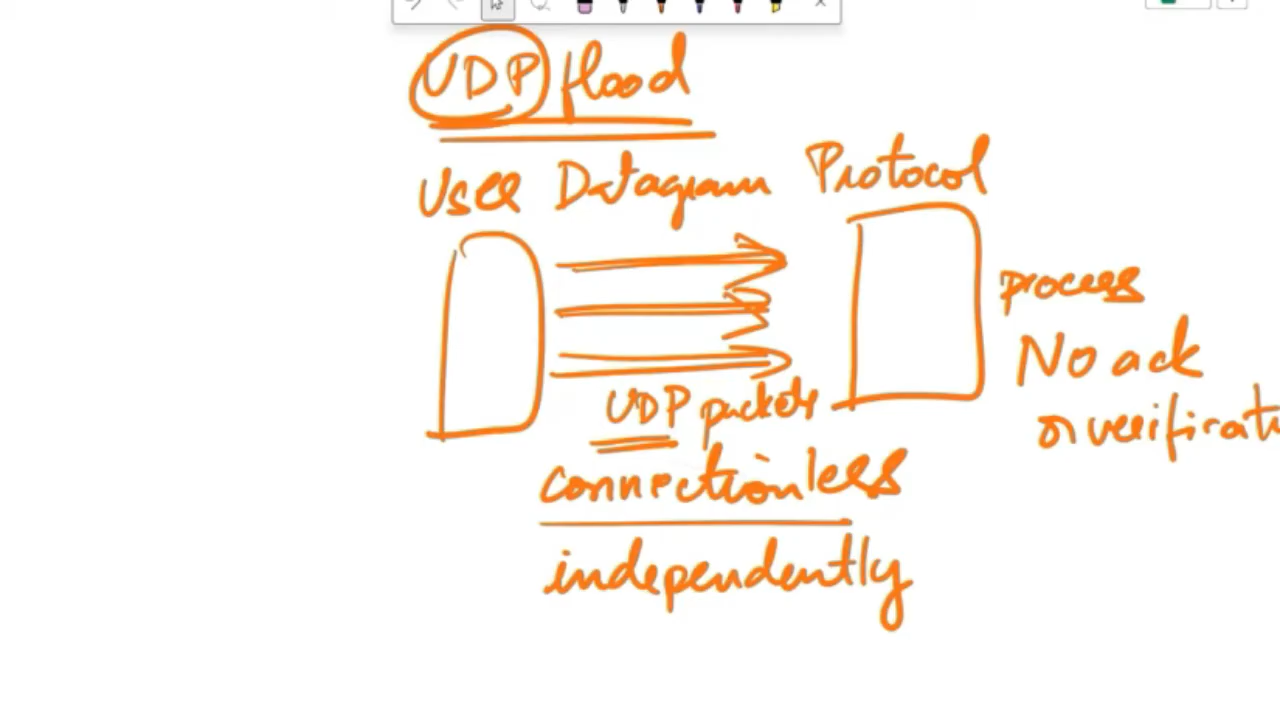 UDP flood
User Datagram Protocol
process
No ack
UDP packets
connectionless
independently